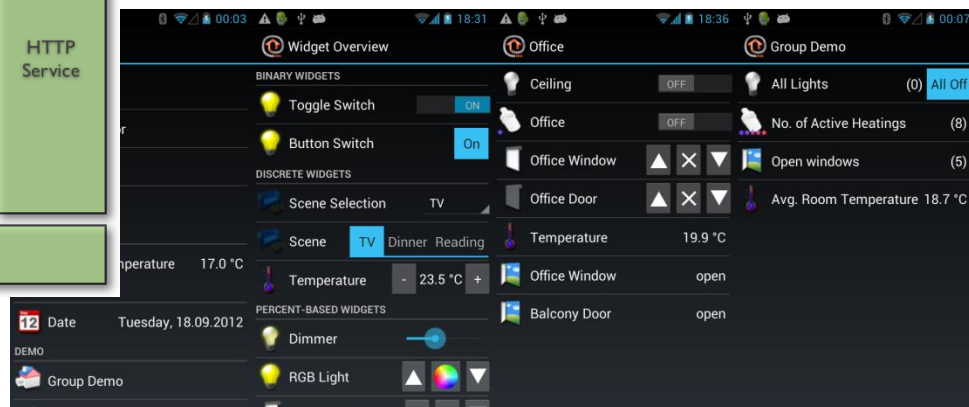 HTTP
Service
00:03
r
nperature 17.0 °C
12 Date Tuesday, 18.09.2012
DEMO
Group Demo
18:31
Widget Overview
BINARY WIDGETS
Toggle Switch ON
Button Switch On
DISCRETE WIDGETS
Scene Selection TV
Scene TV Dinner Reading
Temperature - 23.5 °C +
PERCENT-BASED WIDGETS
Dimmer
RGB Light
18:36
Office
Ceiling OFF
Office OFF
Office Window
Office Door
Temperature 19.9 °C
Office Window open
Balcony Door open
00:07
Group Demo
All Lights (0) All Off
No. of Active Heatings (8)
Open windows (5)
Avg. Room Temperature 18.7 °C